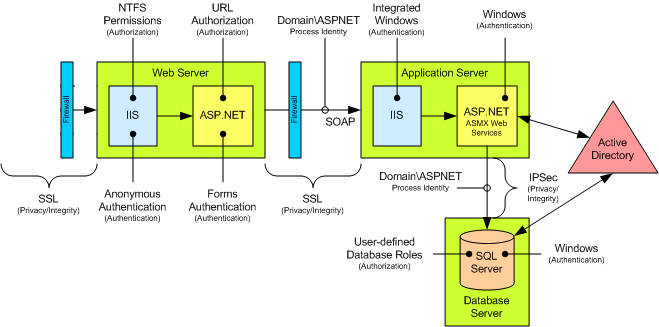 NTFS
Permissions
(Authorization)
URL
Authorization
(Authorization)
Domain\ASPNET
Process Identity
Integrated
Windows
(Authentication)
Windows
(Authentication)
Firewall
Web Server
IIS
ASP.NET
Firewall
SOAP
Application Server
IIS
ASP.NET
ASMX Web
Services
Active
Directory
SSL
(Privacy/Integrity)
Anonymous
Authentication
(Authentication)
Forms
Authentication
(Authentication)
SSL
(Privacy/Integrity)
Domain\ASPNET
Process Identity
IPSec
(Privacy/
Integrity)
User-defined
Database Roles
(Authorization)
SQL
Server
Windows
(Authentication)
Database
Server